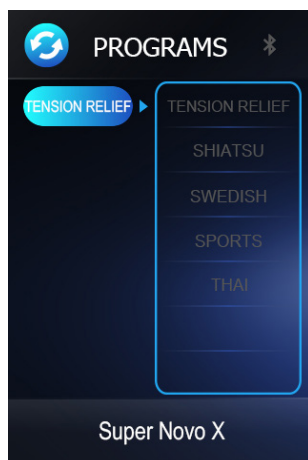 PROGRAMS
TENSION RELIEF
TENSION RELIEF
SHIATSU
SWEDISH
SPORTS
THAI
Super Novo X